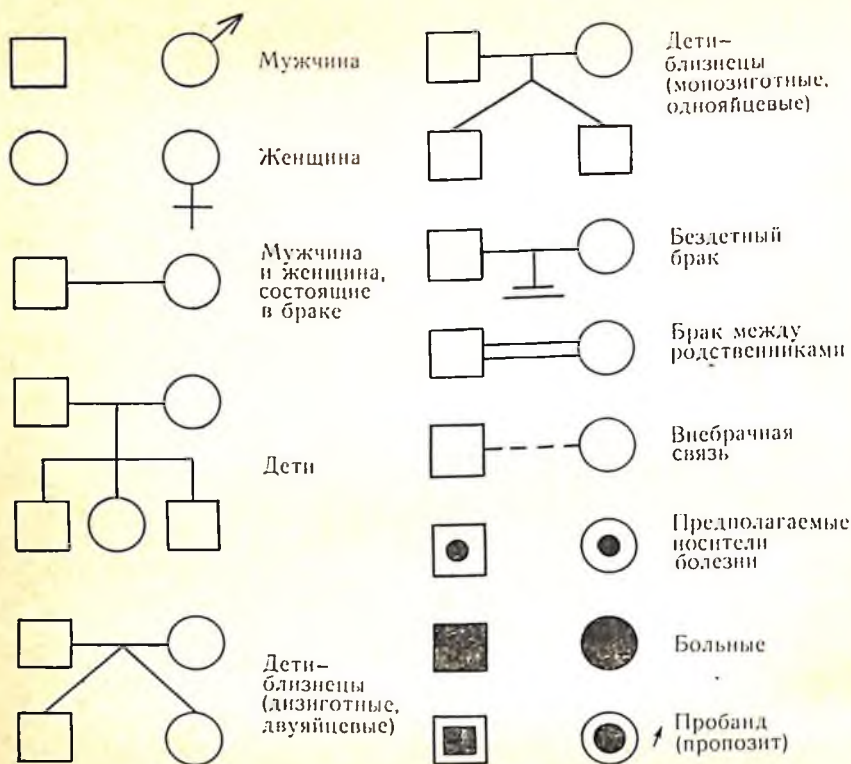 Мужчина
Женщина
Мужчина
и женщина,
состоящие
в браке
Дети
Дети-
близнецы
(дизиготные,
двуяйцевые)
Дети-
близнецы
(монозиготные,
однояйцевые)
Бездетный
брак
Брак между
родственниками
Внебрачная
связь
Предполагаемые
носители
болезни
Больные
Пробанд
(пропозит)